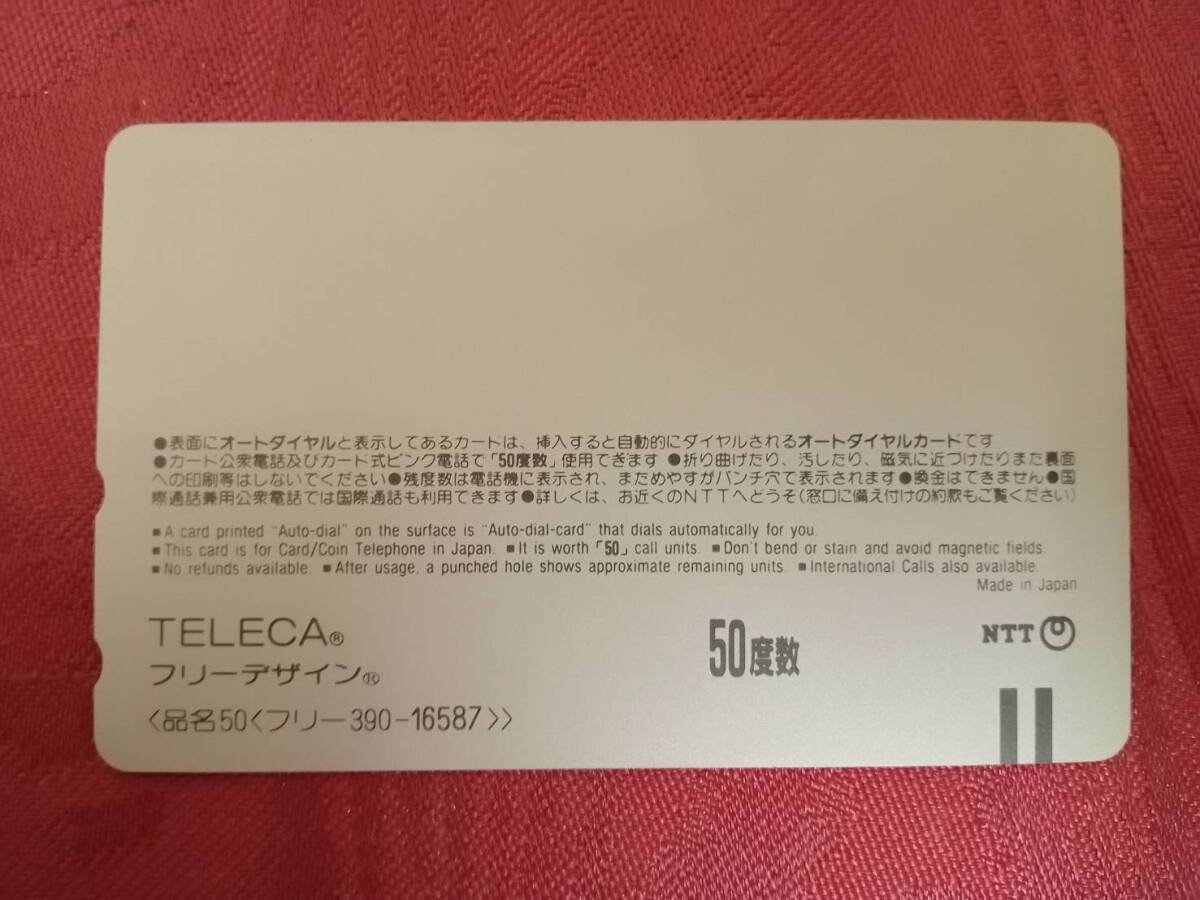 ●表面にオートダイヤルと表示してあるカードは、挿入すると自動的にダイヤルされるオートダイヤルカードです
●カード公衆電話及びカード式ピンク電話で「50度数」使用できます ●折り曲げたり、汚したり、磁気に近づけたりまた裏面
への印刷等はしないでください●残度数は電話機に表示され、まためやすがパンチ穴で表示されます●換金はできません●国
際通話兼用公衆電話では国際通話も利用できます●詳しくは、お近くのNTTへどうぞ(窓口に備え付けの約款もご覧ください)
■A card printed "Auto-dial" on the surface is "Auto-dial-card" that dials automatically for you.
■This card is for Card/Coin Telephone in Japan. ■It is worth「50」call units. ■Don't bend or stain and avoid magnetic fields.
■No refunds available. ■After usage, a punched hole shows approximate remaining units. ■International Calls also available.
Made in Japan
TELECA®
フリーデザイン®
50度数
NTT
〈品名50〈フリー390-16587〉〉